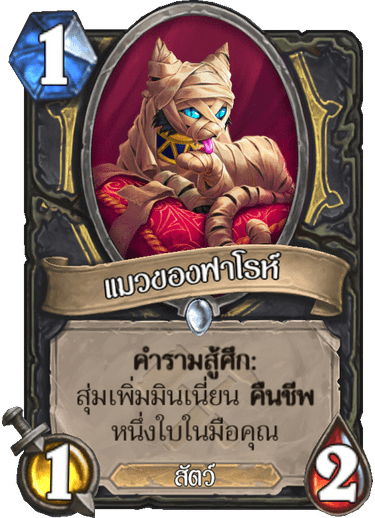 1
แมวของฟาโรห์
คำรามสู้ศึก:
สุ่มเพิ่มมินเนี่ยน คืนชีพ
หนึ่งใบในมือคุณ
1
สัตว์
2